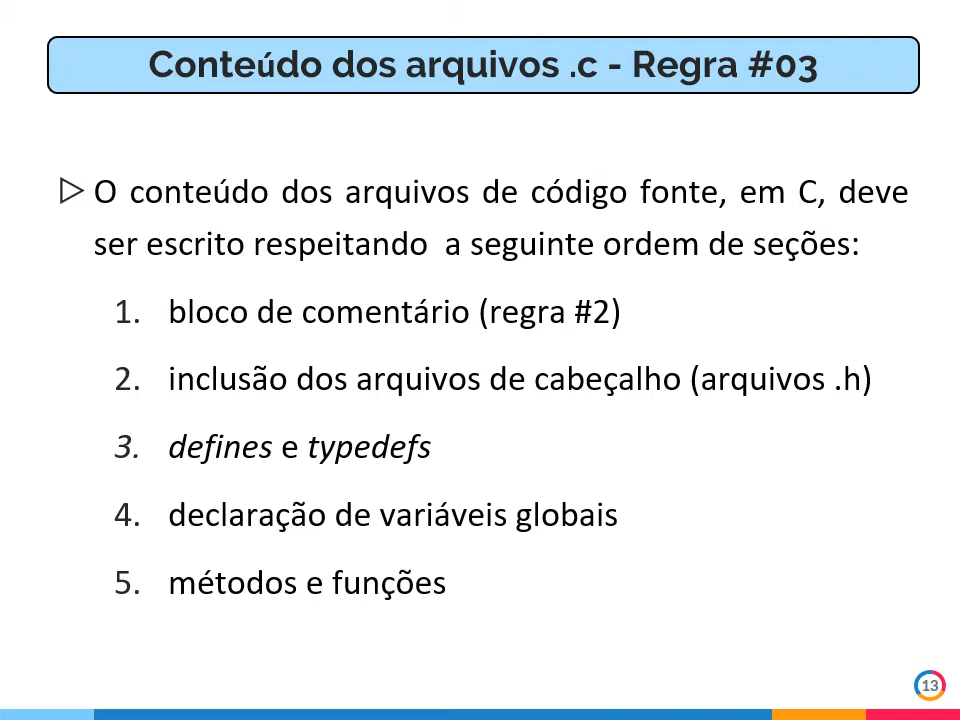 Conteúdo dos arquivos .c - Regra #03
O conteúdo dos arquivos de código fonte, em C, deve
ser escrito respeitando a seguinte ordem de seções:
1. bloco de comentário (regra #2)
2. inclusão dos arquivos de cabeçalho (arquivos .h)
3. defines e typedefs
4. declaração de variáveis globais
5. métodos e funções
13